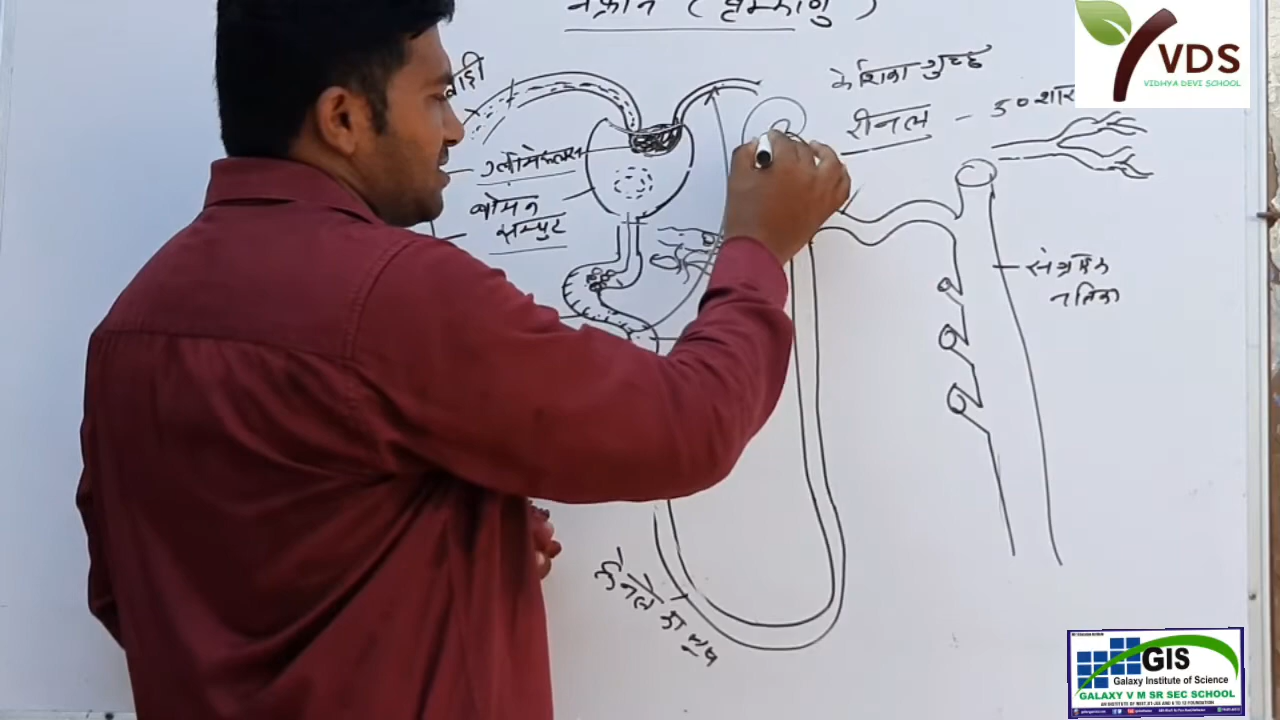 नेफ्रोन ( वृक्काणु )
केशिका गुच्छ
रीनल - 50 शा
ग्लोमेरुलस
बोमन
सम्पुट
संग्राहक
नलिका
हेनले का लूप
VDS
VIDHYA DEVI SCHOOL
GIS
Galaxy Institute of Science
GALAXY V M SR SEC SCHOOL